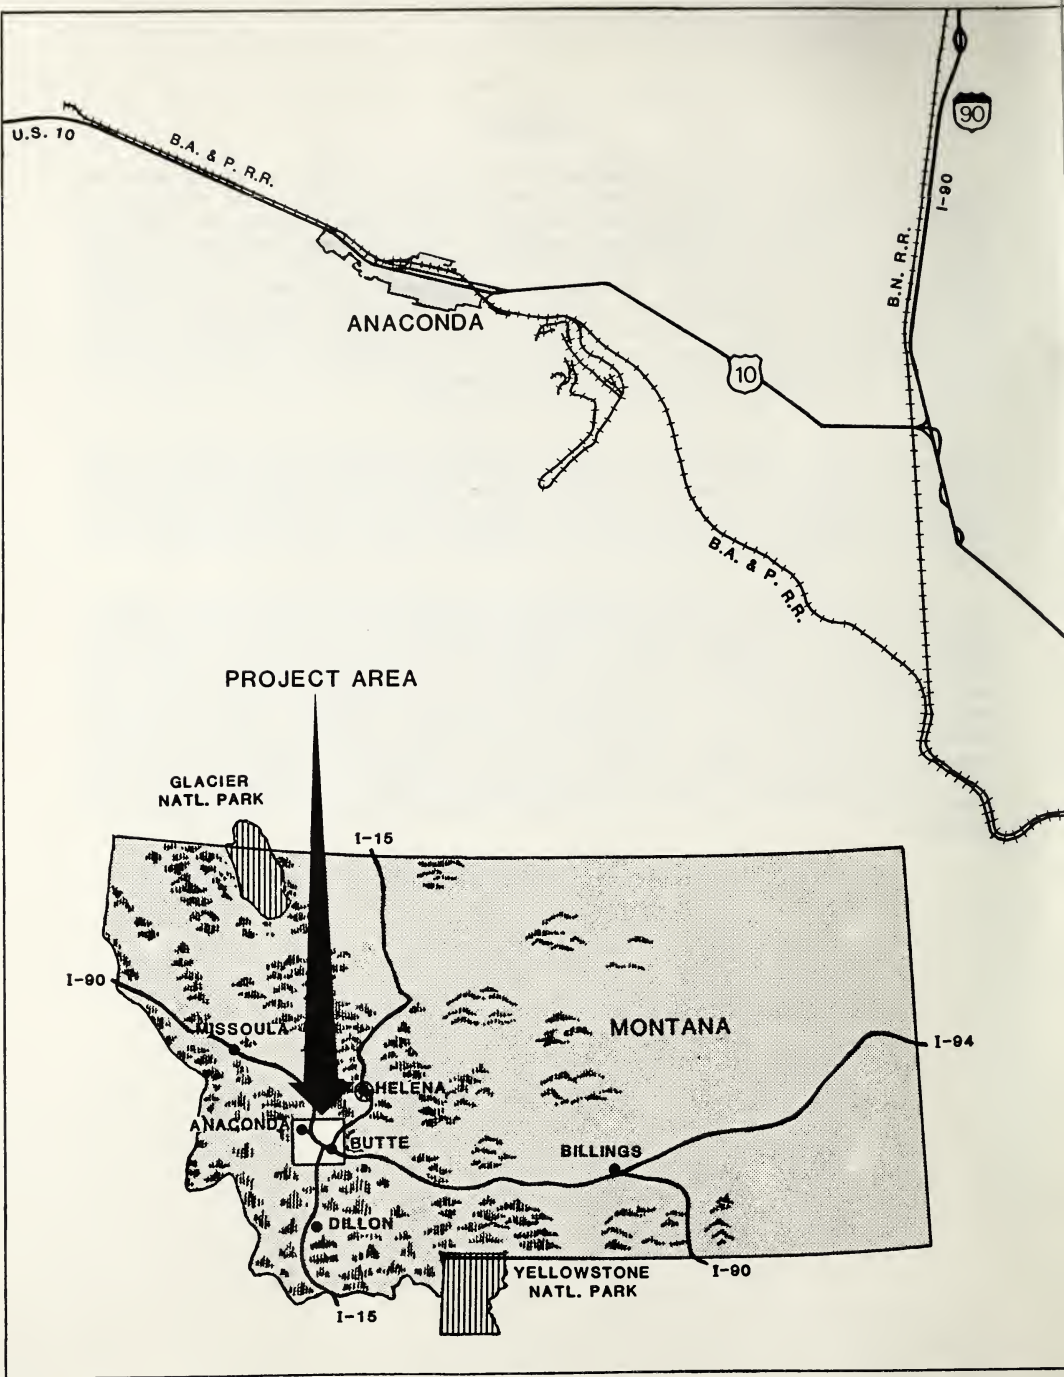 U.S. 10
B.A. & P. R.R.
90
I-90
B.N. R.R.
ANACONDA
10
B.A. & P. R.R.
PROJECT AREA
GLACIER
NATL. PARK
I-15
I-90
MISSOULA
MONTANA
I-94
HELENA
ANACONDA
BUTTE
BILLINGS
DILLON
YELLOWSTONE
NATL. PARK
I-90
I-15